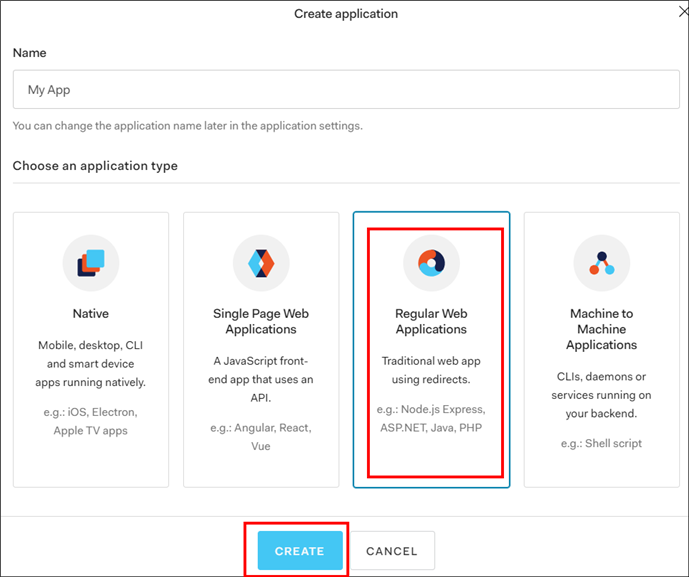 Create application
Name
My App
You can change the application name later in the application settings.
Choose an application type
Native
Mobile, desktop, CLI
and smart device
apps running natively.
e.g.: iOS, Electron,
Apple TV apps
Single Page Web
Applications
A JavaScript front-
end app that uses an
API.
e.g.: Angular, React,
Vue
Regular Web
Applications
Traditional web app
using redirects.
e.g.: Node.js Express,
ASP.NET, Java, PHP
Machine to
Machine
Applications
CLIs, daemons or
services running on
your backend.
e.g.: Shell script
CREATE
CANCEL